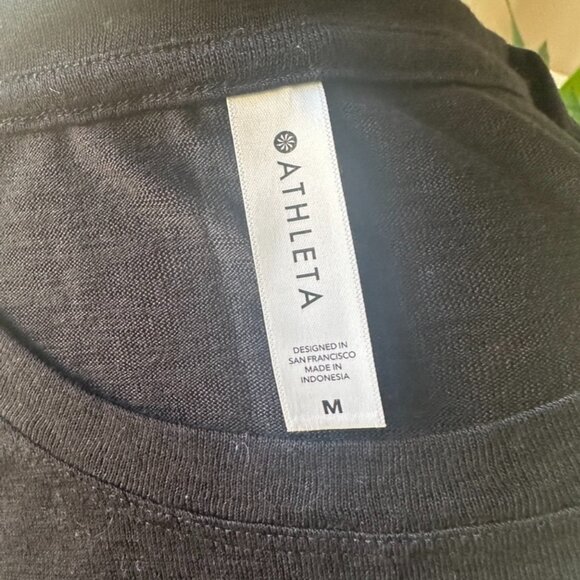 ATHLETA
DESIGNED IN
SAN FRANCISCO
MADE IN
INDONESIA
M